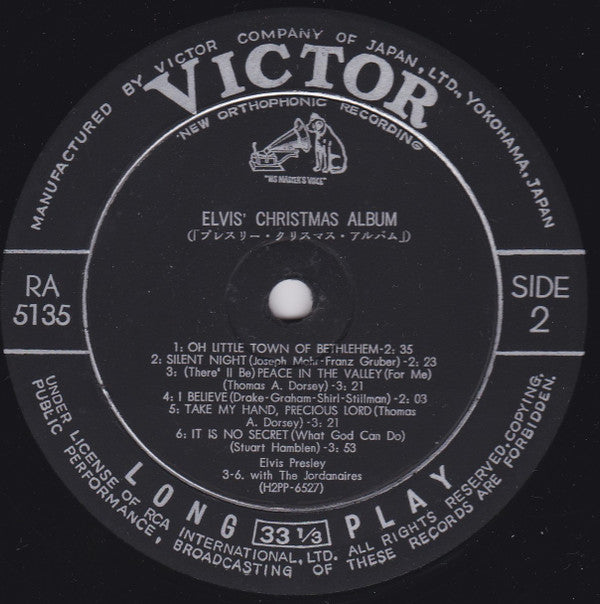 MANUFACTURED BY VICTOR COMPANY OF JAPAN, LTD., YOKOHAMA, JAPAN
VICTOR
"NEW ORTHOPHONIC" RECORDING
"HIS MASTER'S VOICE"
ELVIS' CHRISTMAS ALBUM
(「プレスリー・クリスマス・アルバム」)
RA
5135
SIDE
2
1: OH LITTLE TOWN OF BETHLEHEM-2: 35
2: SILENT NIGHT (Joseph Mohr-Franz Gruber) -2: 23
3: (There' ll Be) PEACE IN THE VALLEY (For Me)
(Thomas A. Dorsey) -3: 21
4: I BELIEVE (Drake-Graham-Shirl-Stillman) -2: 03
5: TAKE MY HAND, PRECIOUS LORD (Thomas
A. Dorsey) -3: 21
6: IT IS NO SECRET (What God Can Do)
(Stuart Hamblen) -3: 53
Elvis Presley
3-6. with The Jordanaires
(H2PP-6527)
LONG 33 1/3 PLAY
UNDER LICENSE OF RCA INTERNATIONAL, LTD. ALL RIGHTS RESERVED, COPYING,
PUBLIC PERFORMANCE, BROADCASTING OF THESE RECORDS ARE FORBIDDEN.